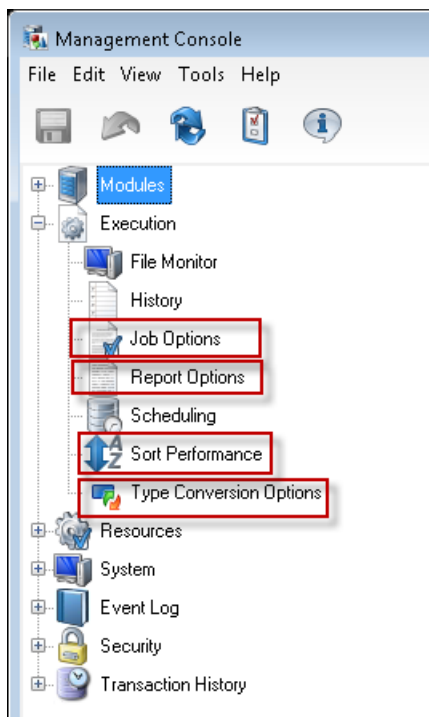 Management Console
File Edit View Tools Help
Modules
Execution
File Monitor
History
Job Options
Report Options
Scheduling
Sort Performance
Type Conversion Options
Resources
System
Event Log
Security
Transaction History